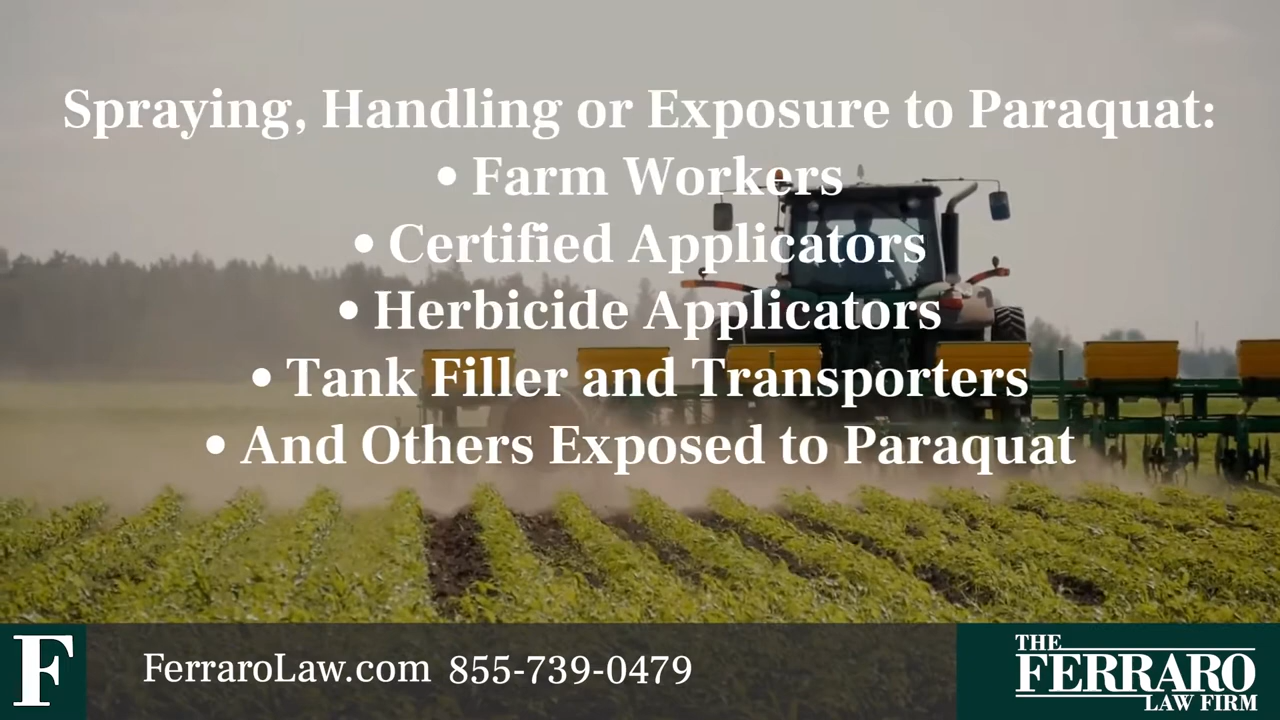 Spraying, Handling or Exposure to Paraquat:
• Farm Workers
• Certified Applicators
• Herbicide Applicators
• Tank Filler and Transporters
• And Others Exposed to Paraquat
F
FerraroLaw.com 855-739-0479
THE
FERRARO
LAW FIRM